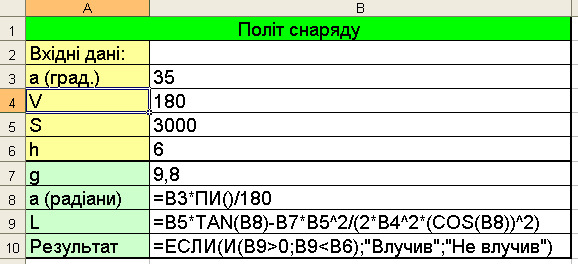 A B
1 Політ снаряду
2 Вхідні дані:
3 a (град.) 35
4 V 180
5 S 3000
6 h 6
7 g 9,8
8 a (радіани) =B3*ПИ()/180
9 L =B5*TAN(B8)-B7*B5^2/(2*B4^2*(COS(B8))^2)
10 Результат =ЕСЛИ(И(B9>0;B9<B6);"Влучив";"Не влучив")